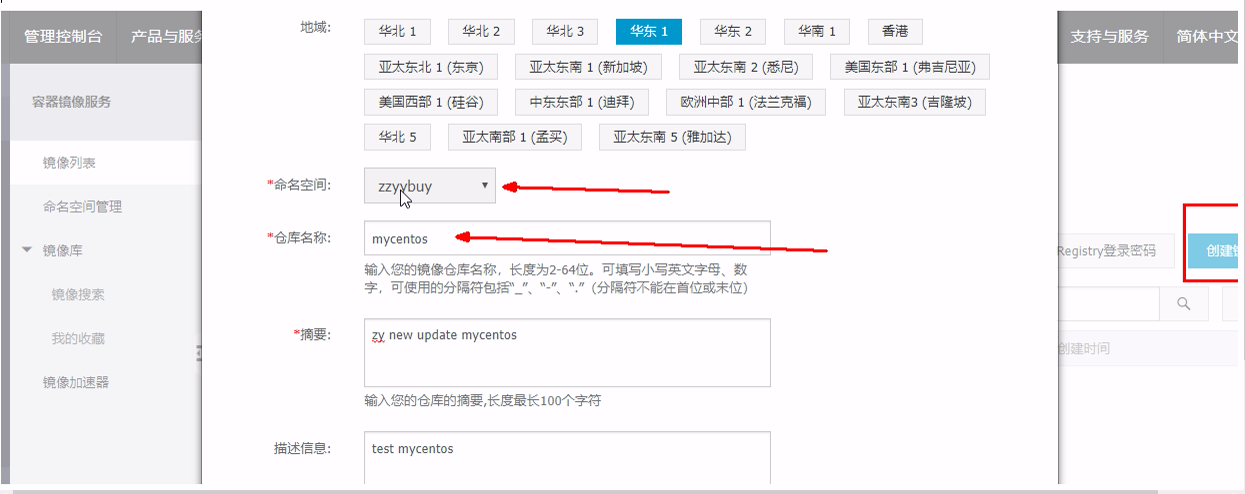 管理控制台 产品与服务 支持与服务 简体中文
容器镜像服务
镜像列表
命名空间管理
镜像库
镜像搜索
我的收藏
镜像加速器
地域: 华北 1 华北 2 华北 3 华东 1 华东 2 华南 1 香港
亚太东北 1 (东京) 亚太东南 1 (新加坡) 亚太东南 2 (悉尼) 美国东部 1 (弗吉尼亚)
美国西部 1 (硅谷) 中东东部 1 (迪拜) 欧洲中部 1 (法兰克福) 亚太东南3 (吉隆坡)
华北 5 亚太南部 1 (孟买) 亚太东南 5 (雅加达)
*命名空间: zzyybuy
*仓库名称: mycentos
输入您的镜像仓库名称，长度为2-64位。可填写小写英文字母、数
字，可使用的分隔符包括“_”、“-”、“.”（分隔符不能在首位或末位）
*摘要: zy new update mycentos
输入您的仓库的摘要,长度最长100个字符
描述信息: test mycentos
Registry登录密码 创建
创建时间